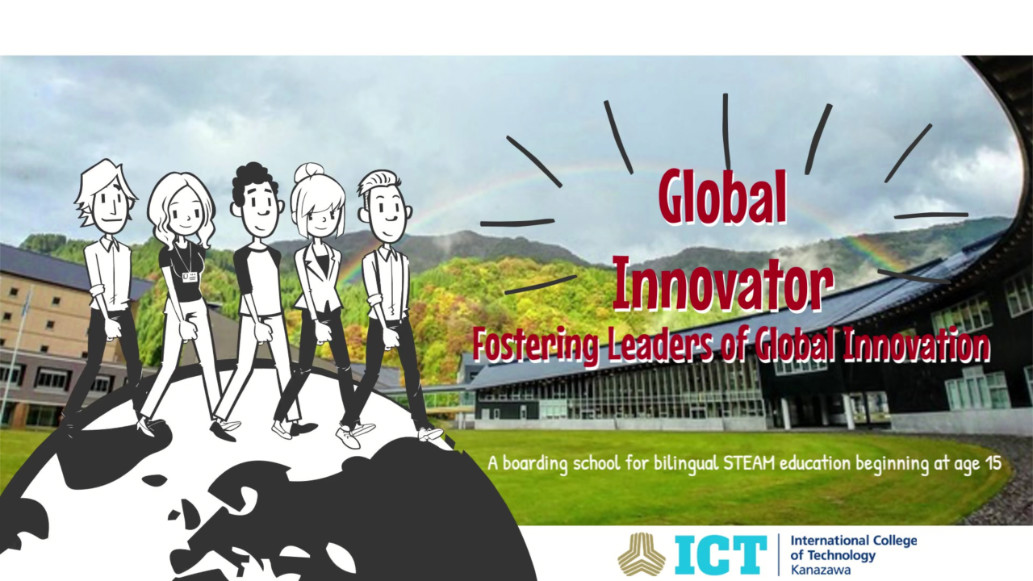 Global
Innovator
Fostering Leaders of Global Innovation
A boarding school for bilingual STEAM education beginning at age 15
ICT
International College
of Technology
Kanazawa